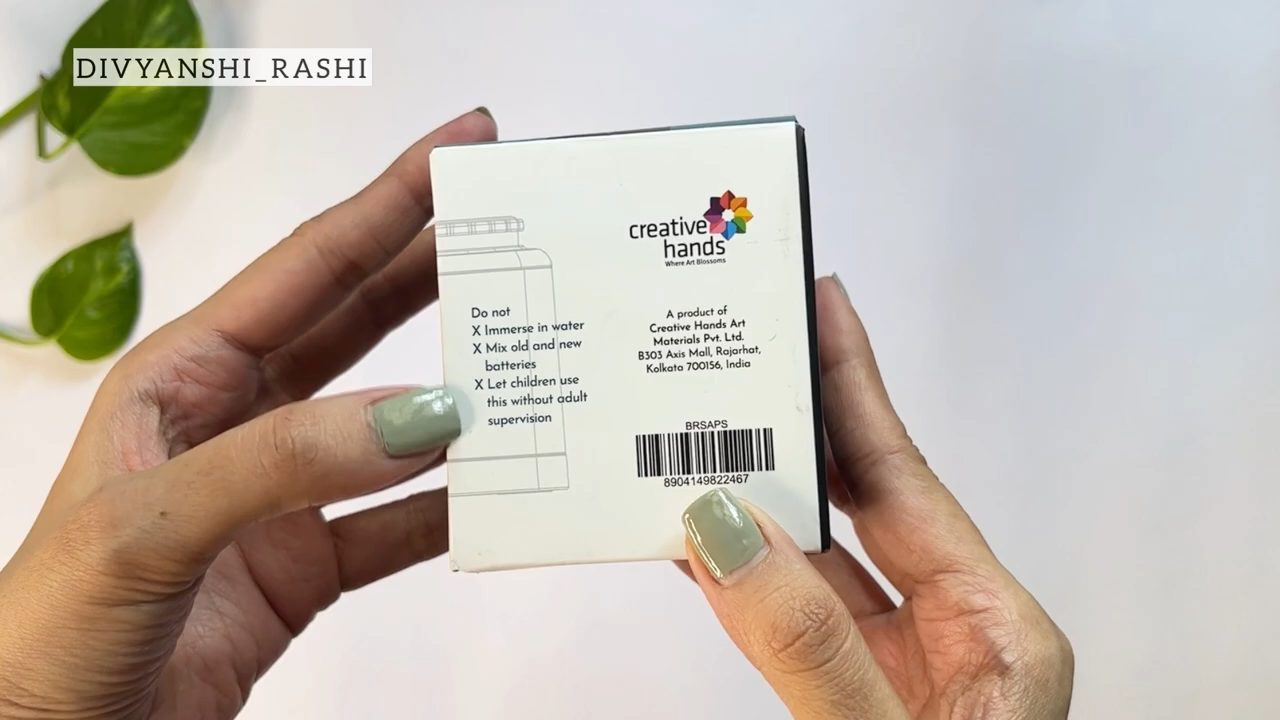 DIVYANSHI_RASHI
creative
hands
Where Art Blossoms
Do not
X Immerse in water
X Mix old and new
batteries
X Let children use
this without adult
supervision
A product of
Creative Hands Art
Materials Pvt. Ltd.
B303 Axis Mall, Rajarhat,
Kolkata 700156, India
BRSAPS
8904149822467